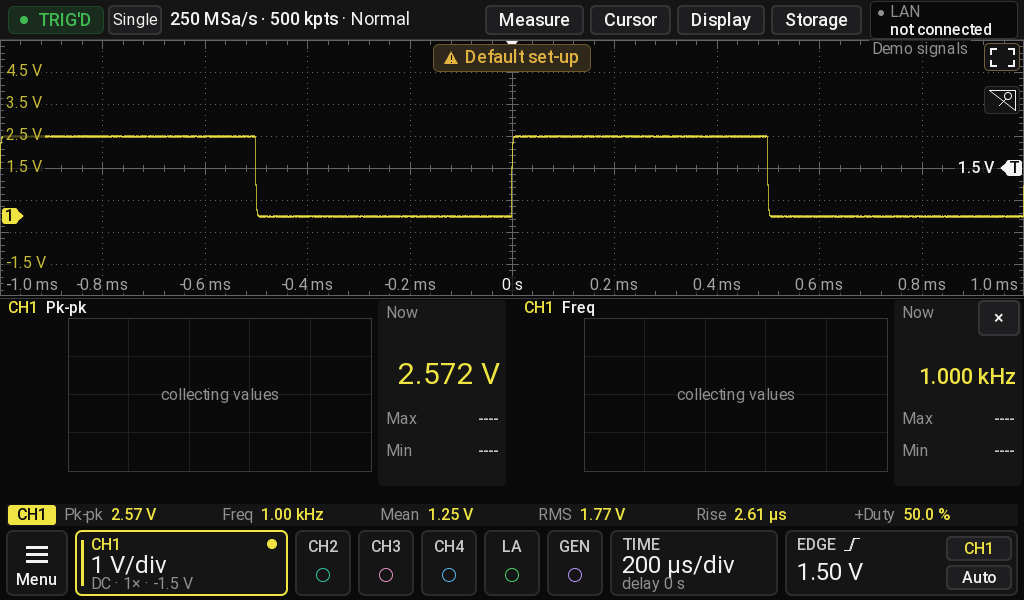 TRIG'D Single 250 MSa/s · 500 kpts · Normal Measure Cursor Display Storage LAN
not connected
Demo signals
Default set-up
4.5 V
3.5 V
2.5 V
1.5 V
1.5 V T
1
-1.5 V
-1.0 ms -0.8 ms -0.6 ms -0.4 ms -0.2 ms 0 s 0.2 ms 0.4 ms 0.6 ms 0.8 ms 1.0 ms
CH1 Pk-pk Now CH1 Freq Now ×
collecting values 2.572 V collecting values 1.000 kHz
Max ---- Max ----
Min ---- Min ----
CH1 Pk-pk 2.57 V Freq 1.00 kHz Mean 1.25 V RMS 1.77 V Rise 2.61 µs +Duty 50.0 %
Menu
CH1
1 V/div
DC · 1× · -1.5 V
CH2 CH3 CH4 LA GEN
TIME
200 µs/div
delay 0 s
EDGE CH1
1.50 V Auto